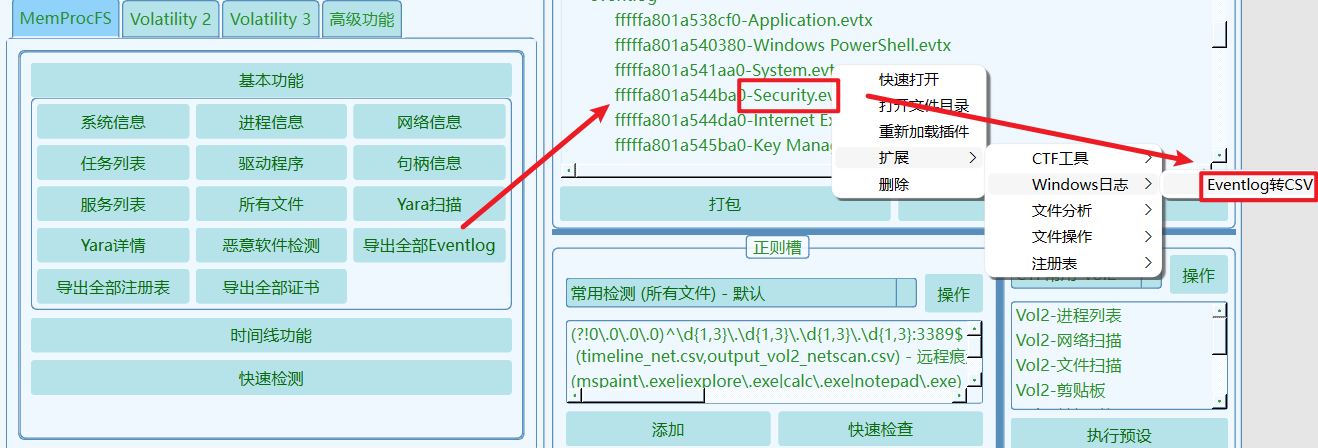 MemProcFS
Volatility 2
Volatility 3
高级功能
基本功能
系统信息
进程信息
网络信息
任务列表
驱动程序
句柄信息
服务列表
所有文件
Yara扫描
Yara详情
恶意软件检测
导出全部Eventlog
导出全部注册表
导出全部证书
时间线功能
快速检测
fffffa801a538cf0-Application.evtx
fffffa801a540380-Windows PowerShell.evtx
fffffa801a541aa0-System.evt
fffffa801a544ba0-Security.ev
fffffa801a544da0-Internet Ex
fffffa801a545ba0-Key Mana
打包
快速打开
打开文件目录
重新加载插件
扩展
删除
CTF工具
Windows日志
文件分析
文件操作
注册表
Eventlog转CSV
正则槽
常用检测 (所有文件) - 默认
操作
(?!0\.0\.0\.0)^\d{1,3}\.\d{1,3}\.\d{1,3}\.\d{1,3}:3389$
(timeline_net.csv,output_vol2_netscan.csv) - 远程痕
(mspaint\.exe|iexplore\.exe|calc\.exe|notepad\.exe)
添加
快速检查
操作
Vol2-进程列表
Vol2-网络扫描
Vol2-文件扫描
Vol2-剪贴板
执行预设